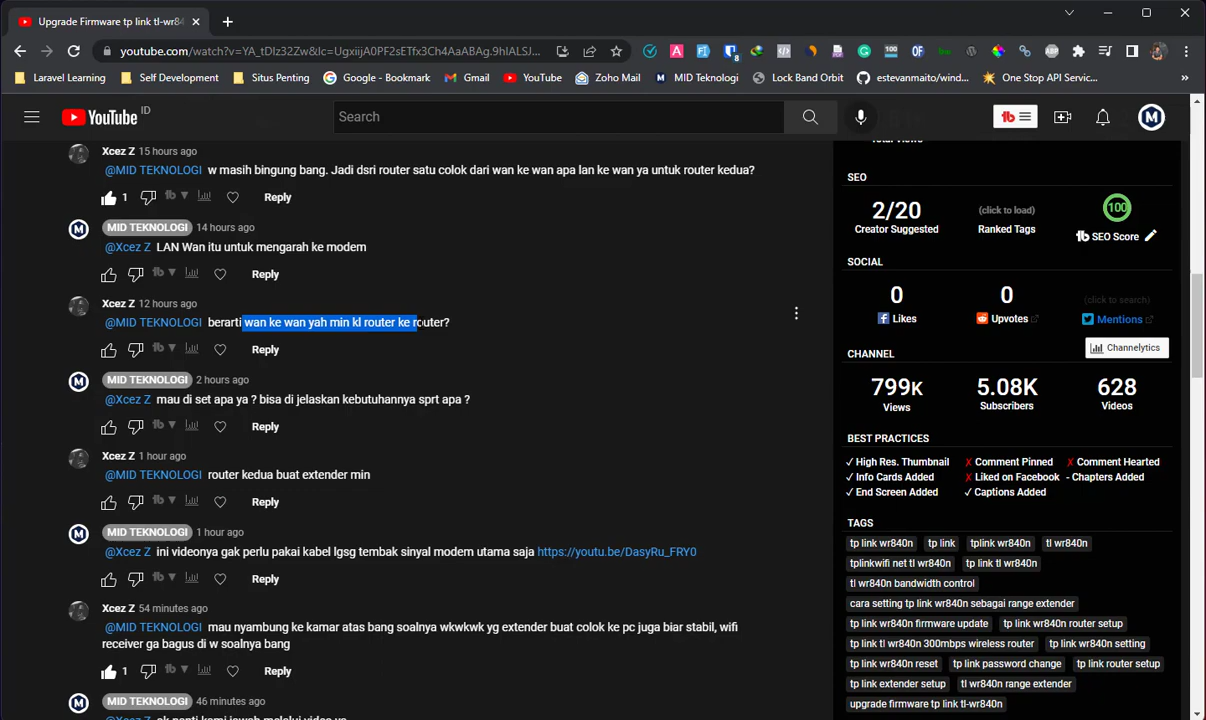 Upgrade Firmware tp link tl-wr84
youtube.com/watch?v=YA_tDIz32Zw&lc=UgxiijA0PF2sETfx3Ch4AaABAg.9hIALSJ...
Laravel Learning
Self Development
Situs Penting
Google - Bookmark
Gmail
YouTube
Zoho Mail
MID Teknologi
Lock Band Orbit
estevanmaito/wind...
One Stop API Servic...
»
YouTube ID
Search
Xcez Z 15 hours ago
@MID TEKNOLOGI w masih bingung bang. Jadi dsri router satu colok dari wan ke wan apa lan ke wan ya untuk router kedua?
1 Reply
MID TEKNOLOGI 14 hours ago
@Xcez Z LAN Wan itu untuk mengarah ke modem
Reply
Xcez Z 12 hours ago
@MID TEKNOLOGI berarti wan ke wan yah min kl router ke router?
Reply
MID TEKNOLOGI 2 hours ago
@Xcez Z mau di set apa ya ? bisa di jelaskan kebutuhannya sprt apa ?
Reply
Xcez Z 1 hour ago
@MID TEKNOLOGI router kedua buat extender min
Reply
MID TEKNOLOGI 1 hour ago
@Xcez Z ini videonya gak perlu pakai kabel lgsg tembak sinyal modem utama saja https://youtu.be/DasyRu_FRY0
Reply
Xcez Z 54 minutes ago
@MID TEKNOLOGI mau nyambung ke kamar atas bang soalnya wkwkwk yg extender buat colok ke pc juga biar stabil, wifi
receiver ga bagus di w soalnya bang
1 Reply
MID TEKNOLOGI 46 minutes ago
SEO
2/20
Creator Suggested
(click to load)
Ranked Tags
100
SEO Score
SOCIAL
0
Likes
0
Upvotes
(click to search)
Mentions
Channelytics
CHANNEL
799K
Views
5.08K
Subscribers
628
Videos
BEST PRACTICES
✓ High Res. Thumbnail ✗ Comment Pinned ✗ Comment Hearted
✓ Info Cards Added ✗ Liked on Facebook - Chapters Added
✓ End Screen Added ✓ Captions Added
TAGS
tp link wr840n tp link tplink wr840n tl wr840n
tplinkwifi net tl wr840n tp link tl wr840n
tl wr840n bandwidth control
cara setting tp link wr840n sebagai range extender
tp link wr840n firmware update tp link wr840n router setup
tp link tl wr840n 300mbps wireless router tp link wr840n setting
tp link wr840n reset tp link password change tp link router setup
tp link extender setup tl wr840n range extender
upgrade firmware tp link tl-wr840n